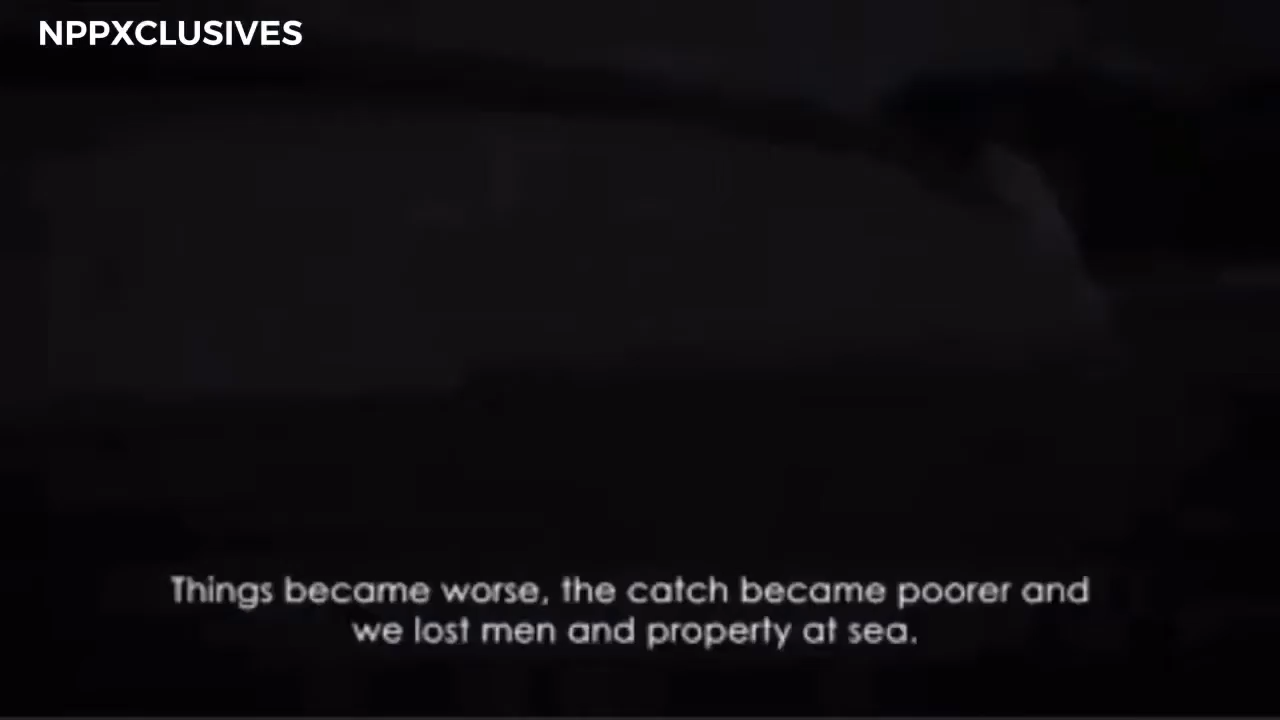 NPPXCLUSIVES
Things became worse, the catch became poorer and
we lost men and property at sea.